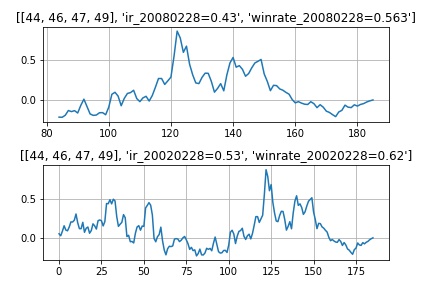 [[44, 46, 47, 49], 'ir_20080228=0.43', 'winrate_20080228=0.563']
0.5
0.0
80 100 120 140 160 180
[[44, 46, 47, 49], 'ir_20020228=0.53', 'winrate_20020228=0.62']
0.5
0.0
0 25 50 75 100 125 150 175